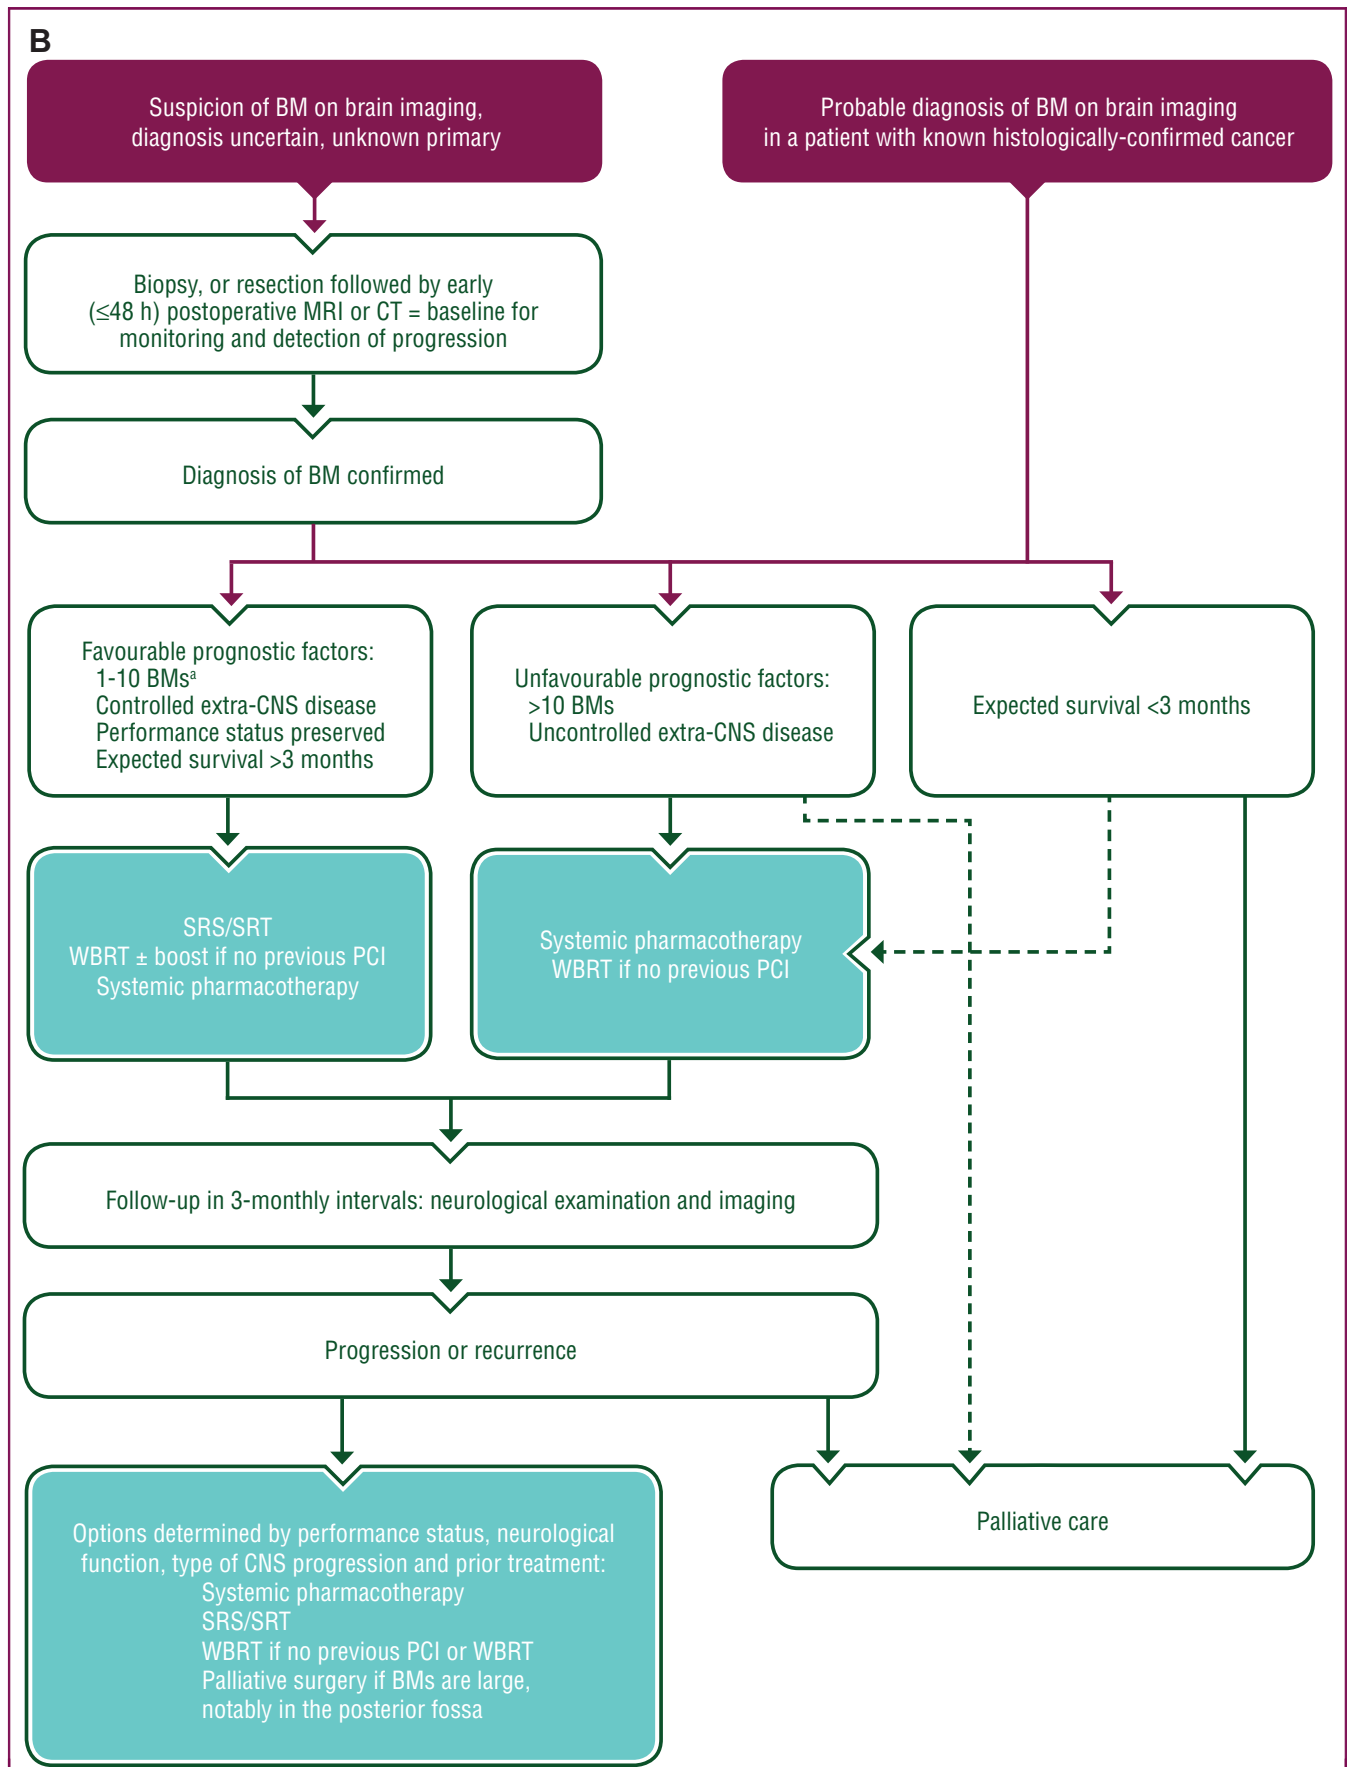 B
Suspicion of BM on brain imaging,
diagnosis uncertain, unknown primary
Probable diagnosis of BM on brain imaging
in a patient with known histologically-confirmed cancer
Biopsy, or resection followed by early
(≤48 h) postoperative MRI or CT = baseline for
monitoring and detection of progression
Diagnosis of BM confirmed
Favourable prognostic factors:
1-10 BMsᵃ
Controlled extra-CNS disease
Performance status preserved
Expected survival >3 months
Unfavourable prognostic factors:
>10 BMs
Uncontrolled extra-CNS disease
Expected survival <3 months
SRS/SRT
WBRT ± boost if no previous PCI
Systemic pharmacotherapy
Systemic pharmacotherapy
WBRT if no previous PCI
Follow-up in 3-monthly intervals: neurological examination and imaging
Progression or recurrence
Options determined by performance status, neurological
function, type of CNS progression and prior treatment:
Systemic pharmacotherapy
SRS/SRT
WBRT if no previous PCI or WBRT
Palliative surgery if BMs are large,
notably in the posterior fossa
Palliative care